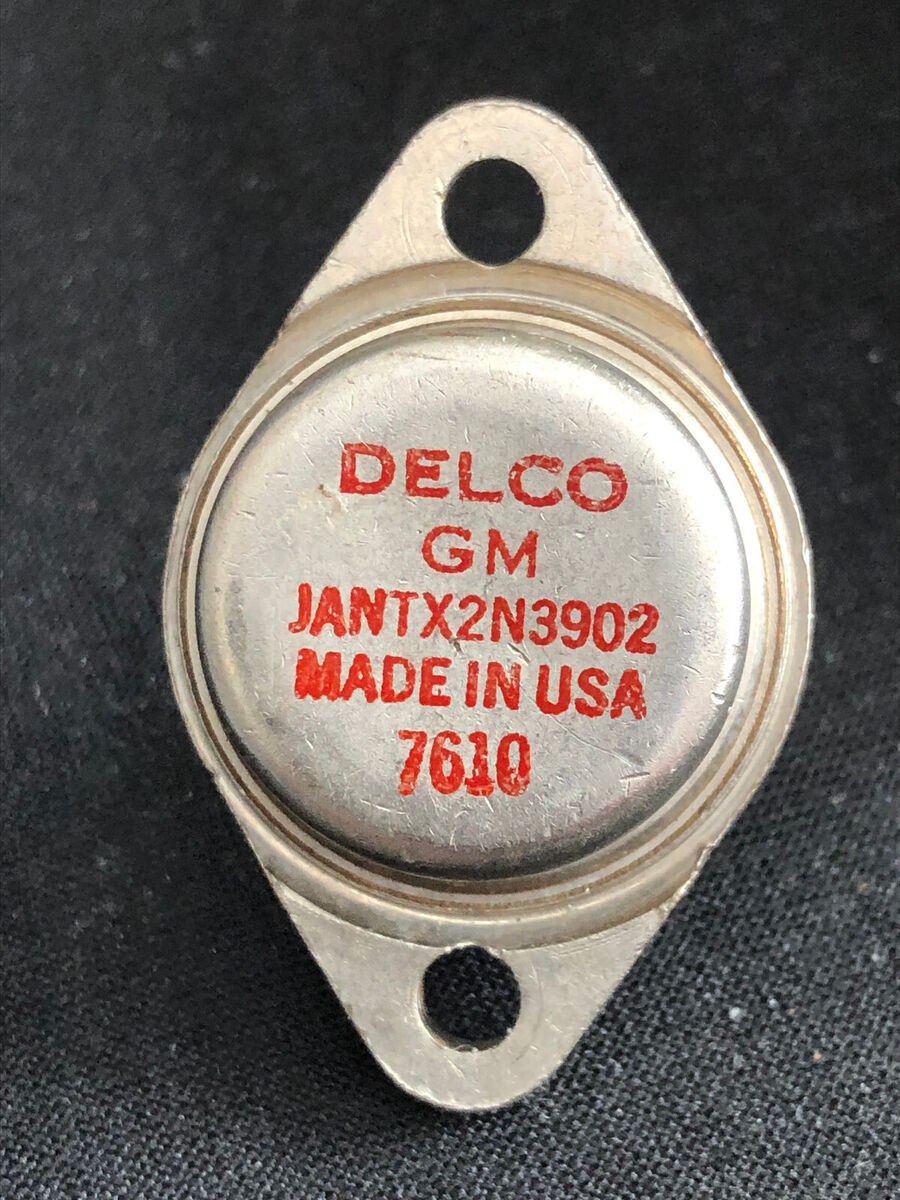 DELCO
GM
JANTX2N3902
MADE IN USA
7610